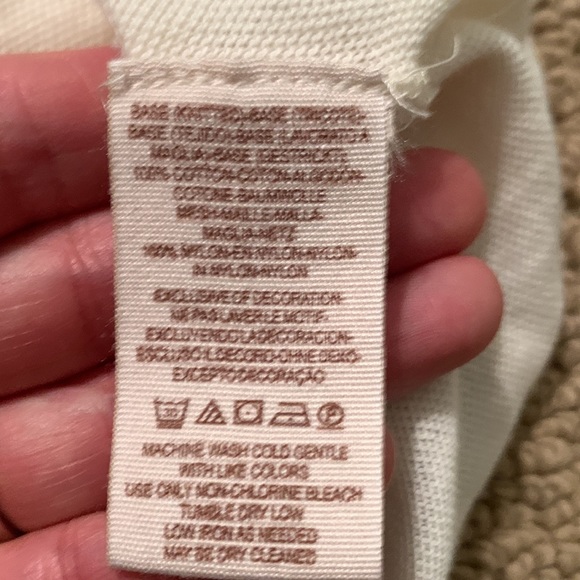 BASE (KNITTED)-BASE (TRICOTE)-
BASE (TEJIDO)-BASE (LAVORATO A
MAGLIA)-BASE (GESTRICKT)
100% COTTON-COTON-ALGODON-
COTONE-BAUMWOLLE
MESH-MAILLE-MALLA-
MAGLIA-NETZ
100% NYLON-EN NYLON-NYLON-
IN NYLON-NYLON
EXCLUSIVE OF DECORATION-
NE PAS LAVER LE MOTIF-
EXCLUYENDO LA DECORACION-
ESCLUSO IL DECORO-OHNE DEKO-
EXCEPTO DECORAÇÃO
MACHINE WASH COLD GENTLE
WITH LIKE COLORS
USE ONLY NON-CHLORINE BLEACH
TUMBLE DRY LOW
LOW IRON AS NEEDED
MAY BE DRY CLEANED